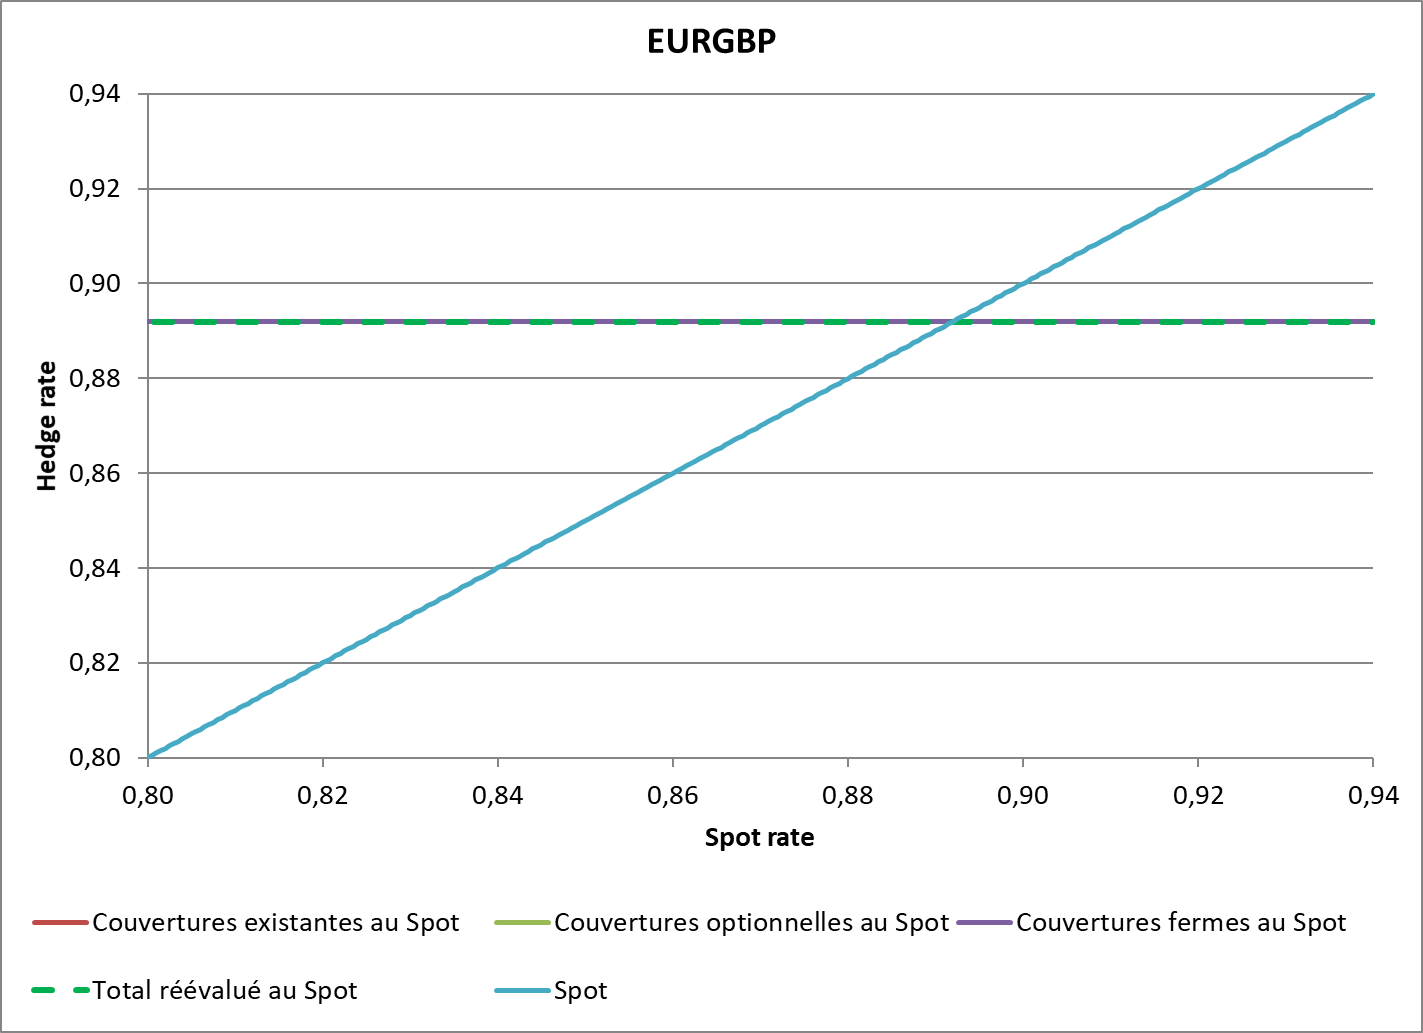 EURGBP
0,94
0,92
0,90
0,88
0,86
0,84
0,82
0,80
Hedge rate
0,80 0,82 0,84 0,86 0,88 0,90 0,92 0,94
Spot rate
Couvertures existantes au Spot Couvertures optionnelles au Spot Couvertures fermes au Spot
Total réévalué au Spot Spot